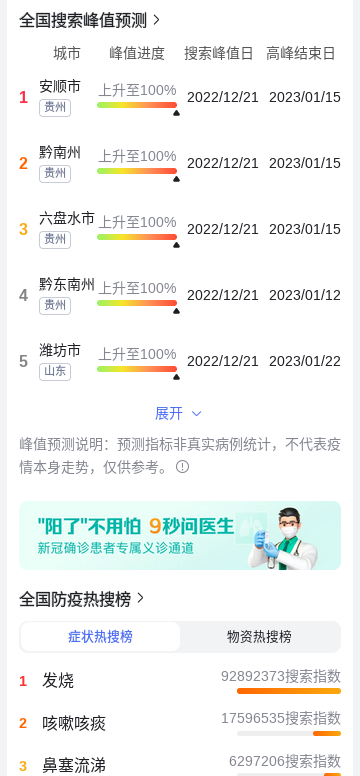 全国搜索峰值预测
城市 峰值进度 搜索峰值日 高峰结束日
1 安顺市 贵州 上升至100% 2022/12/21 2023/01/15
2 黔南州 贵州 上升至100% 2022/12/21 2023/01/15
3 六盘水市 贵州 上升至100% 2022/12/21 2023/01/15
4 黔东南州 贵州 上升至100% 2022/12/21 2023/01/12
5 潍坊市 山东 上升至100% 2022/12/21 2023/01/22
展开
峰值预测说明：预测指标非真实病例统计，不代表疫
情本身走势，仅供参考。
"阳了"不用怕 9秒问医生
新冠确诊患者专属义诊通道
全国防疫热搜榜
症状热搜榜 物资热搜榜
1 发烧 92892373搜索指数
2 咳嗽咳痰 17596535搜索指数
3 鼻塞流涕 6297206搜索指数